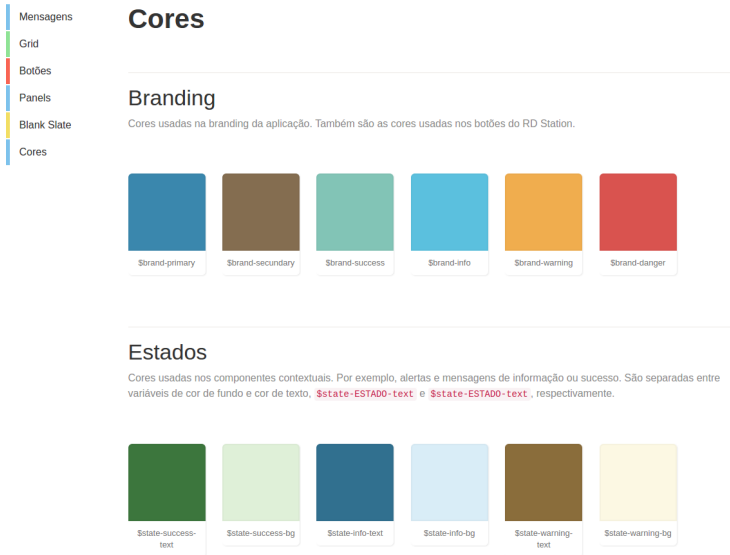 Mensagens
Grid
Botões
Panels
Blank Slate
Cores
Cores
Branding
Cores usadas na branding da aplicação. Também são as cores usadas nos botões do RD Station.
$brand-primary
$brand-secundary
$brand-success
$brand-info
$brand-warning
$brand-danger
Estados
Cores usadas nos componentes contextuais. Por exemplo, alertas e mensagens de informação ou sucesso. São separadas entre
variáveis de cor de fundo e cor de texto, $state-ESTADO-text e $state-ESTADO-text, respectivamente.
$state-success-
text
$state-success-bg
$state-info-text
$state-info-bg
$state-warning-
text
$state-warning-bg